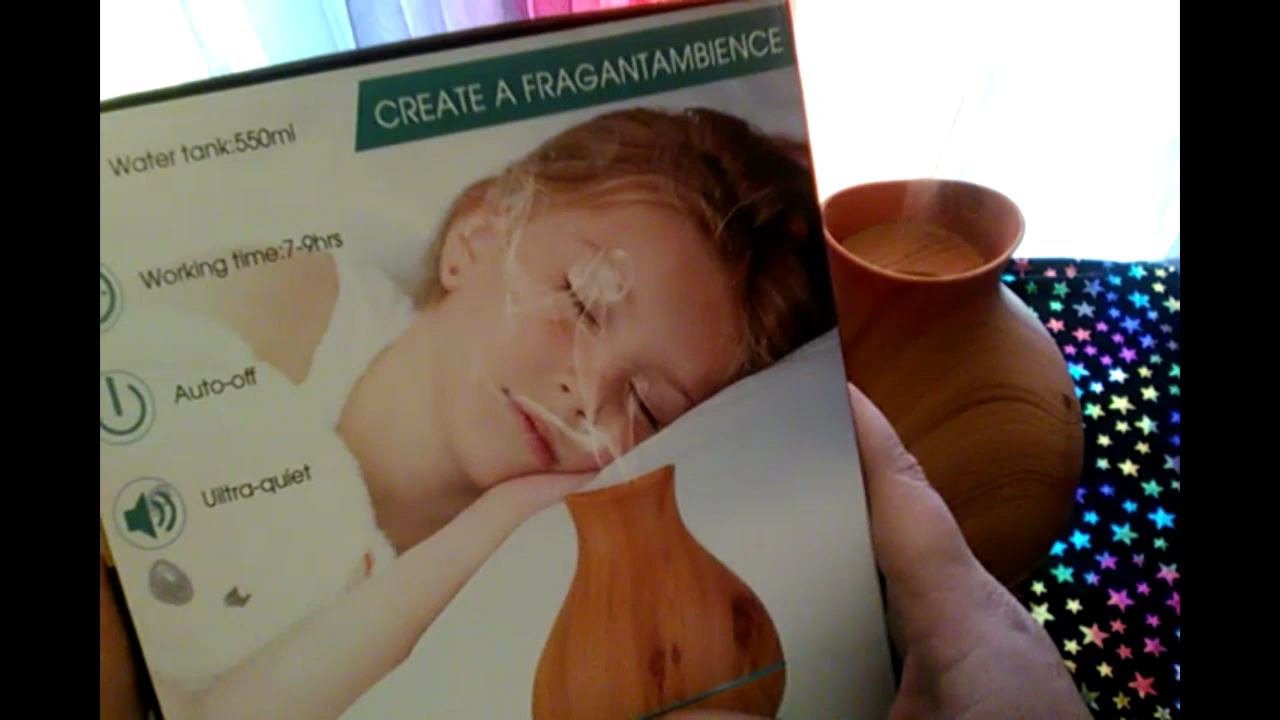 CREATE A FRAGANTAMBIENCE
Water tank:550ml
Working time:7-9hrs
Auto-off
Uiltra-quiet